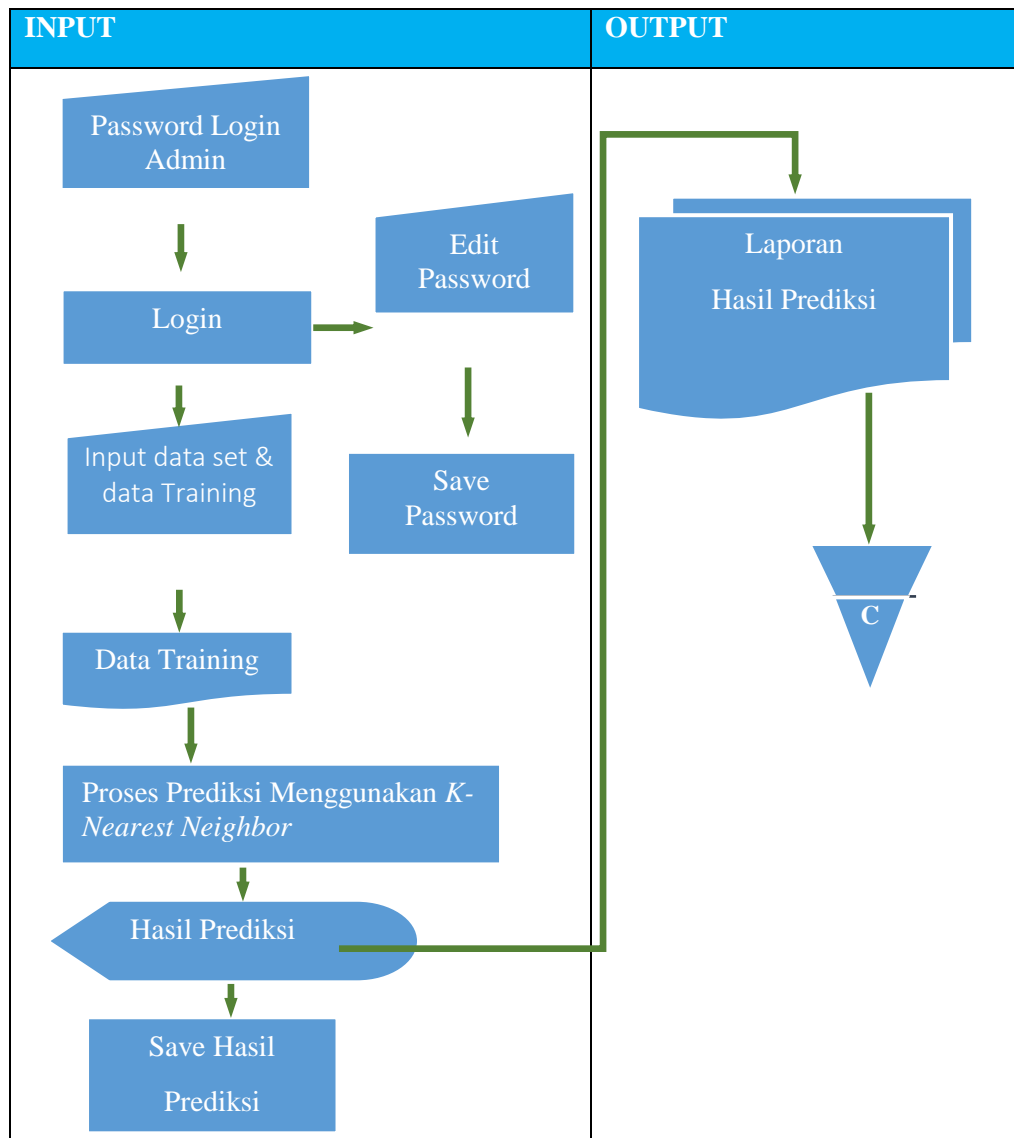 INPUT
OUTPUT
Password Login
Admin
Edit
Password
Login
Input data set &
data Training
Save
Password
Data Training
Proses Prediksi Menggunakan K-
Nearest Neighbor
Hasil Prediksi
Save Hasil
Prediksi
Laporan
Hasil Prediksi
C